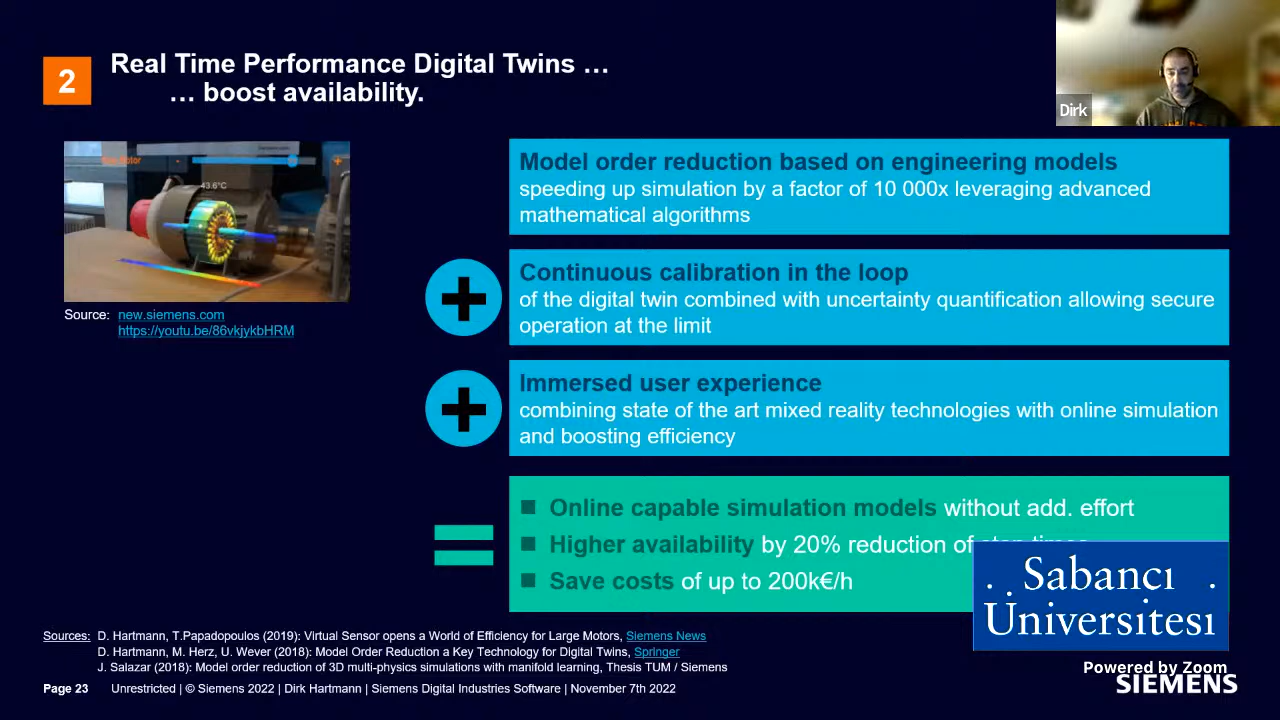 2
Real Time Performance Digital Twins …
… boost availability.
Dirk
43.6°C
Source: new.siemens.com
https://youtu.be/86vkjykbHRM
Model order reduction based on engineering models
speeding up simulation by a factor of 10 000x leveraging advanced
mathematical algorithms
Continuous calibration in the loop
of the digital twin combined with uncertainty quantification allowing secure
operation at the limit
Immersed user experience
combining state of the art mixed reality technologies with online simulation
and boosting efficiency
Online capable simulation models without add. effort
Higher availability by 20% reduction of
Save costs of up to 200k€/h
Sabancı
Üniversitesi
Sources: D. Hartmann, T.Papadopoulos (2019): Virtual Sensor opens a World of Efficiency for Large Motors, Siemens News
D. Hartmann, M. Herz, U. Wever (2018): Model Order Reduction a Key Technology for Digital Twins, Springer
J. Salazar (2018): Model order reduction of 3D multi-physics simulations with manifold learning, Thesis TUM / Siemens
Powered by Zoom
SIEMENS
Page 23 Unrestricted | © Siemens 2022 | Dirk Hartmann | Siemens Digital Industries Software | November 7th 2022